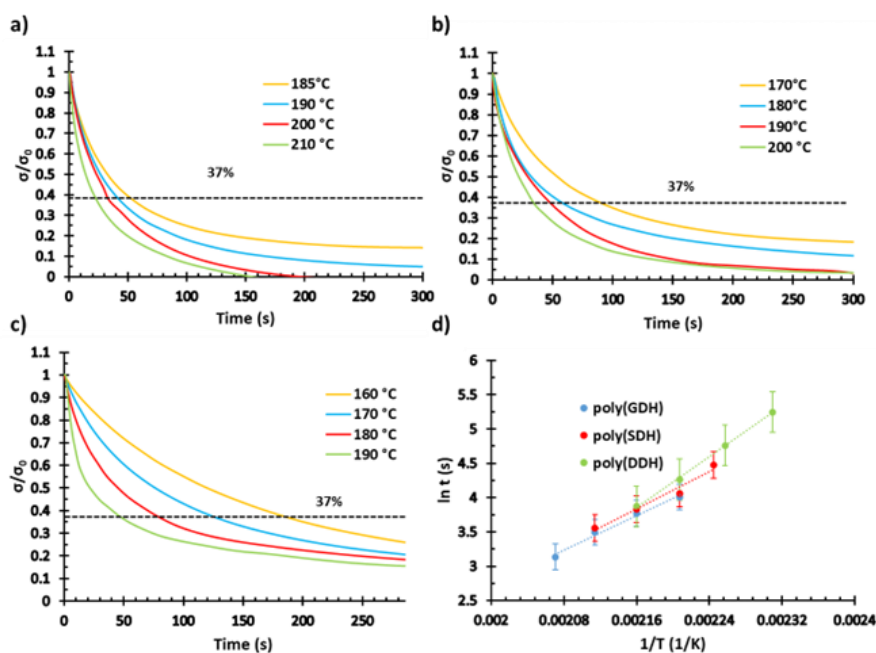 a)
1.1
1
0.9
0.8
0.7
0.6
0.5
0.4
0.3
0.2
0.1
0
σ/σ0
185°C
190 °C
200 °C
210 °C
37%
0
50
100
150
200
250
300
Time (s)
b)
1.1
1
0.9
0.8
0.7
0.6
0.5
0.4
0.3
0.2
0.1
0
σ/σ0
170°C
180°C
190°C
200 °C
37%
0
50
100
150
200
250
300
Time (s)
c)
1.1
1
0.9
0.8
0.7
0.6
0.5
0.4
0.3
0.2
0.1
0
σ/σ0
160 °C
170 °C
180 °C
190 °C
37%
0
50
100
150
200
250
Time (s)
d)
6
5.5
5
4.5
4
3.5
3
2.5
ln t (s)
poly(GDH)
poly(SDH)
poly(DDH)
0.002
0.00208
0.00216
0.00224
0.00232
0.0024
1/T (1/K)